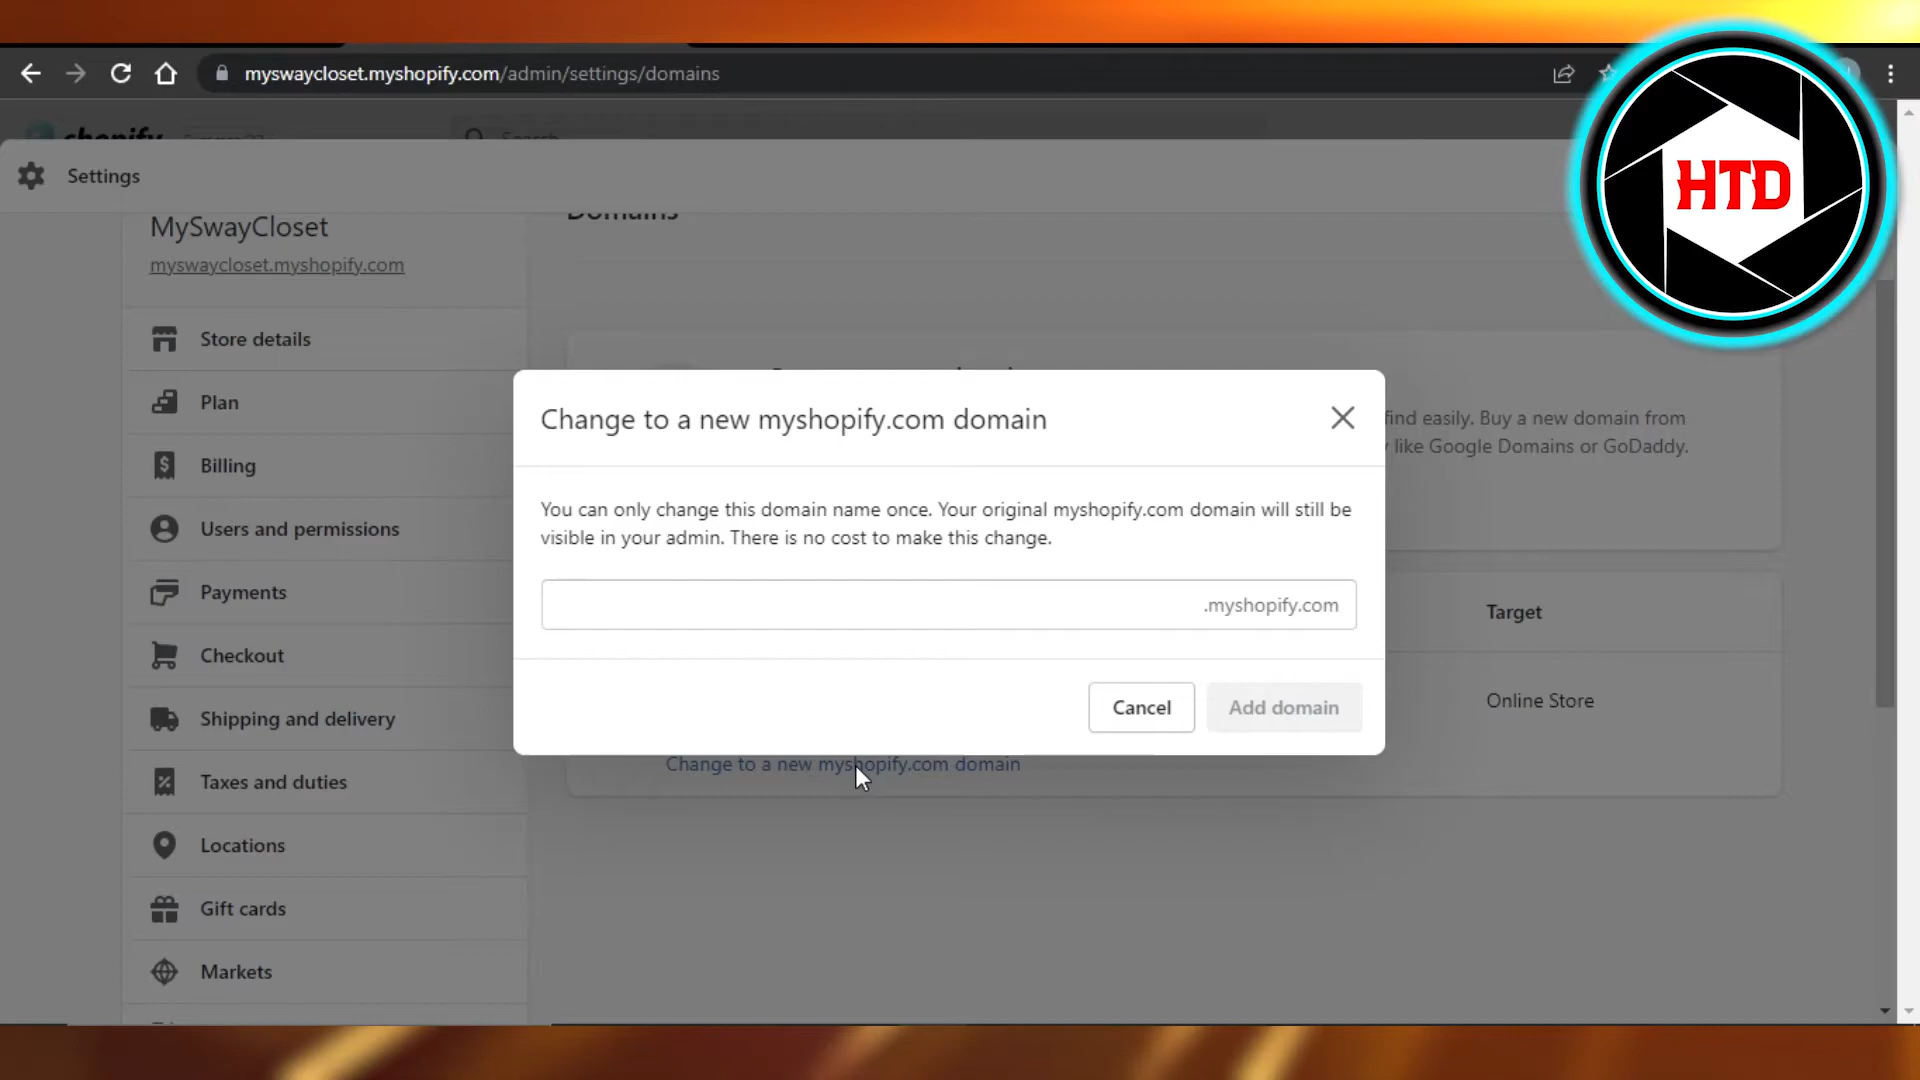 myswaycloset.myshopify.com/admin/settings/domains
shopify
Search
HTD
Settings
MySwayCloset
myswaycloset.myshopify.com
Domains
Store details
Plan
Billing
Users and permissions
Payments
Checkout
Shipping and delivery
Taxes and duties
Locations
Gift cards
Markets
find easily. Buy a new domain from
like Google Domains or GoDaddy.
Change to a new myshopify.com domain
You can only change this domain name once. Your original myshopify.com domain will still be
visible in your admin. There is no cost to make this change.
.myshopify.com
Cancel
Add domain
Target
Online Store
Change to a new myshopify.com domain